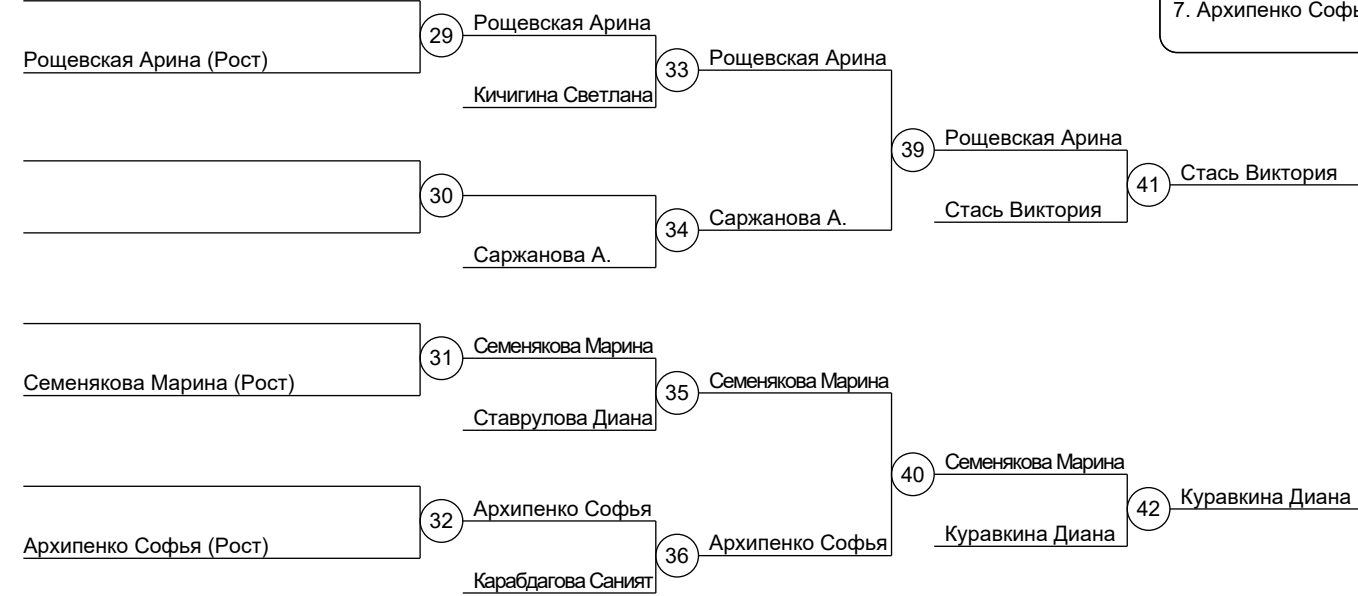 7. Архипенко Софь
29
Рощевская Арина
Рощевская Арина (Рост)
33
Рощевская Арина
Кичигина Светлана
39
Рощевская Арина
30
41
Стась Виктория
34
Саржанова А.
Стась Виктория
Саржанова А.
31
Семенякова Марина
Семенякова Марина (Рост)
35
Семенякова Марина
Ставрулова Диана
40
Семенякова Марина
32
Архипенко Софья
42
Куравкина Диана
Архипенко Софья (Рост)
36
Архипенко Софья
Куравкина Диана
Карабдагова Саният